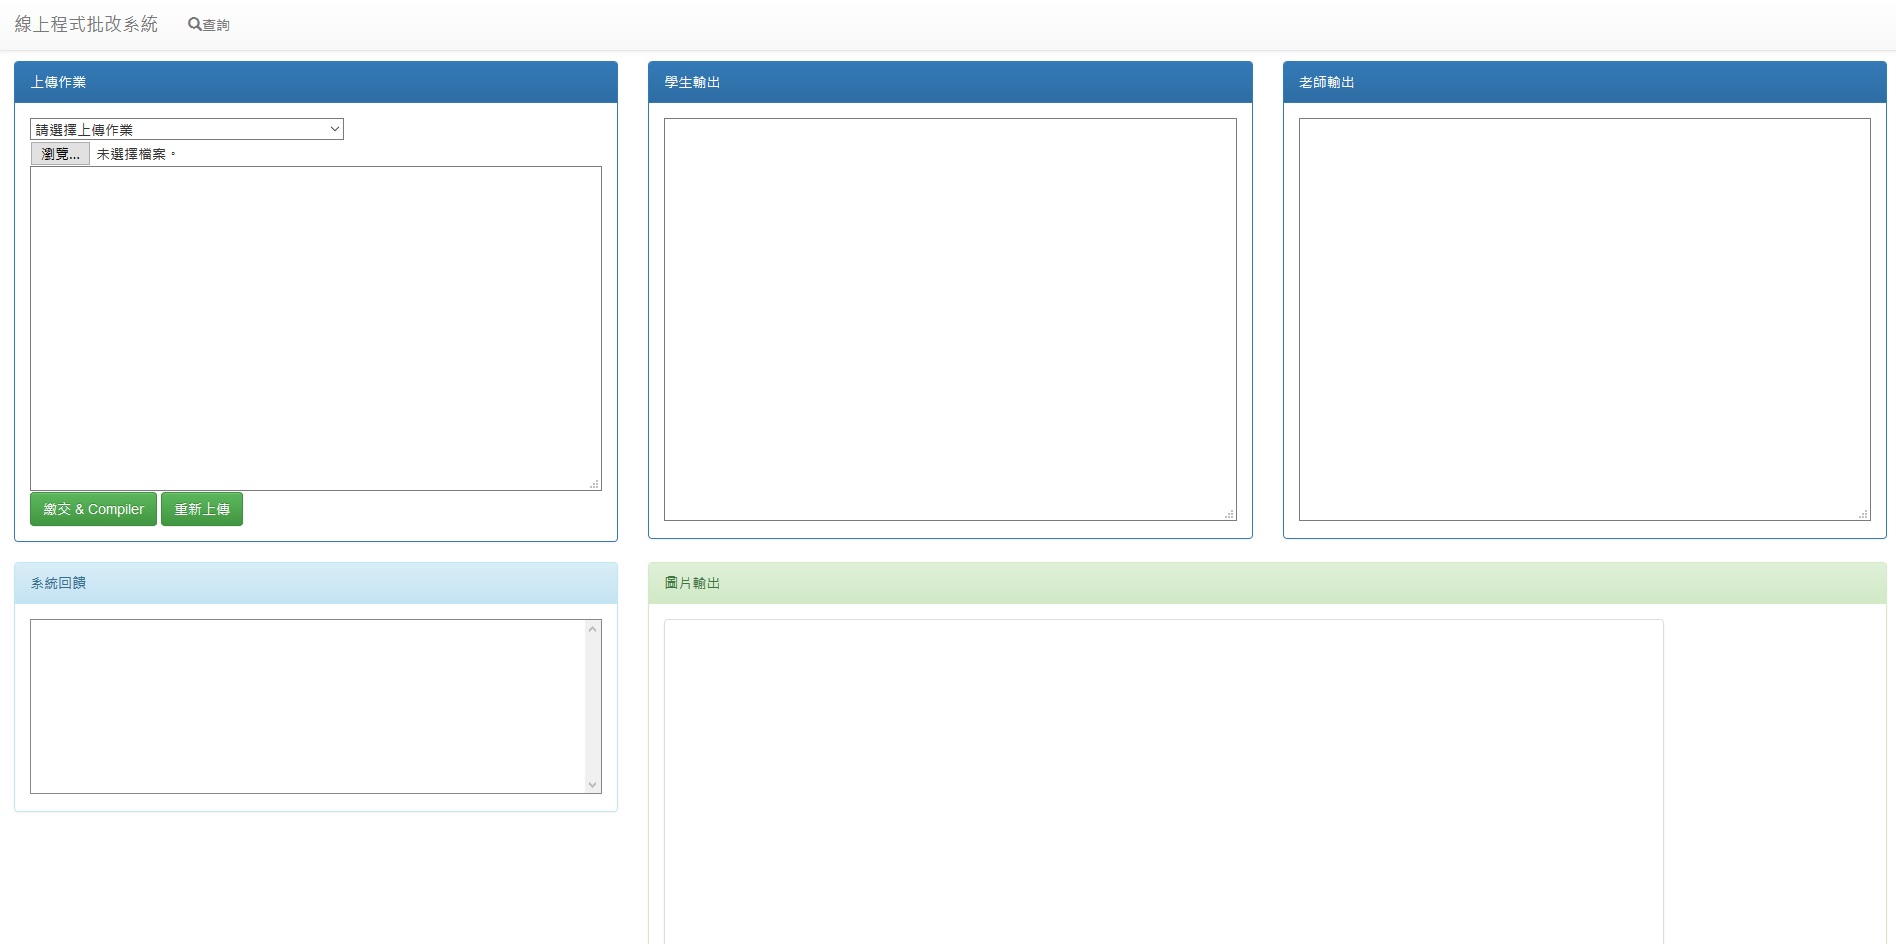 線上程式批改系統
查詢
上傳作業
請選擇上傳作業
瀏覽... 未選擇檔案。
繳交 & Compiler
重新上傳
學生輸出
老師輸出
系統回饋
圖片輸出